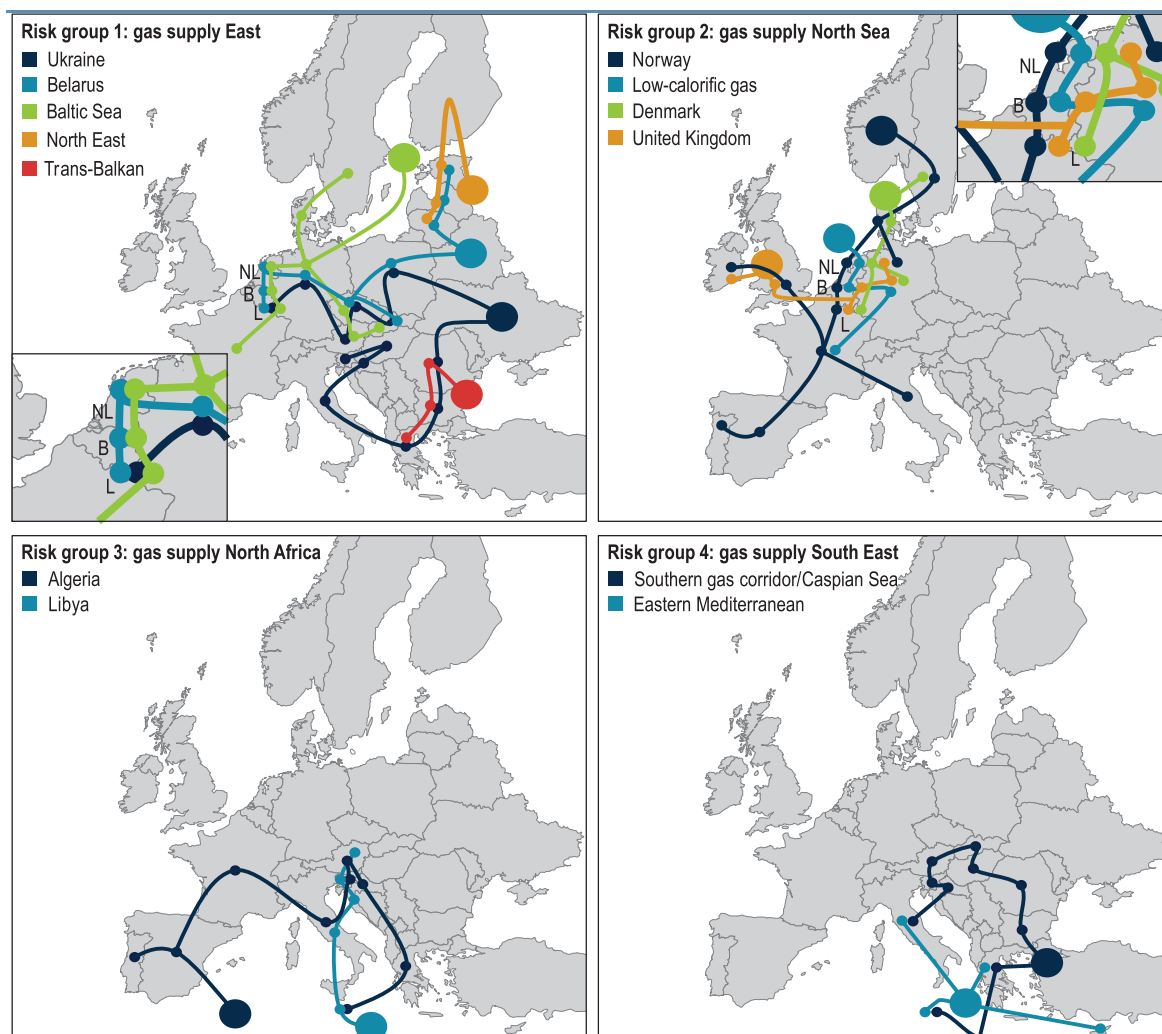 Risk group 1: gas supply East
Ukraine
Belarus
Baltic Sea
North East
Trans-Balkan
NL
B
L
NL
B
L
Risk group 2: gas supply North Sea
Norway
Low-calorific gas
Denmark
United Kingdom
NL
B
L
NL
B
L
Risk group 3: gas supply North Africa
Algeria
Libya
Risk group 4: gas supply South East
Southern gas corridor/Caspian Sea
Eastern Mediterranean